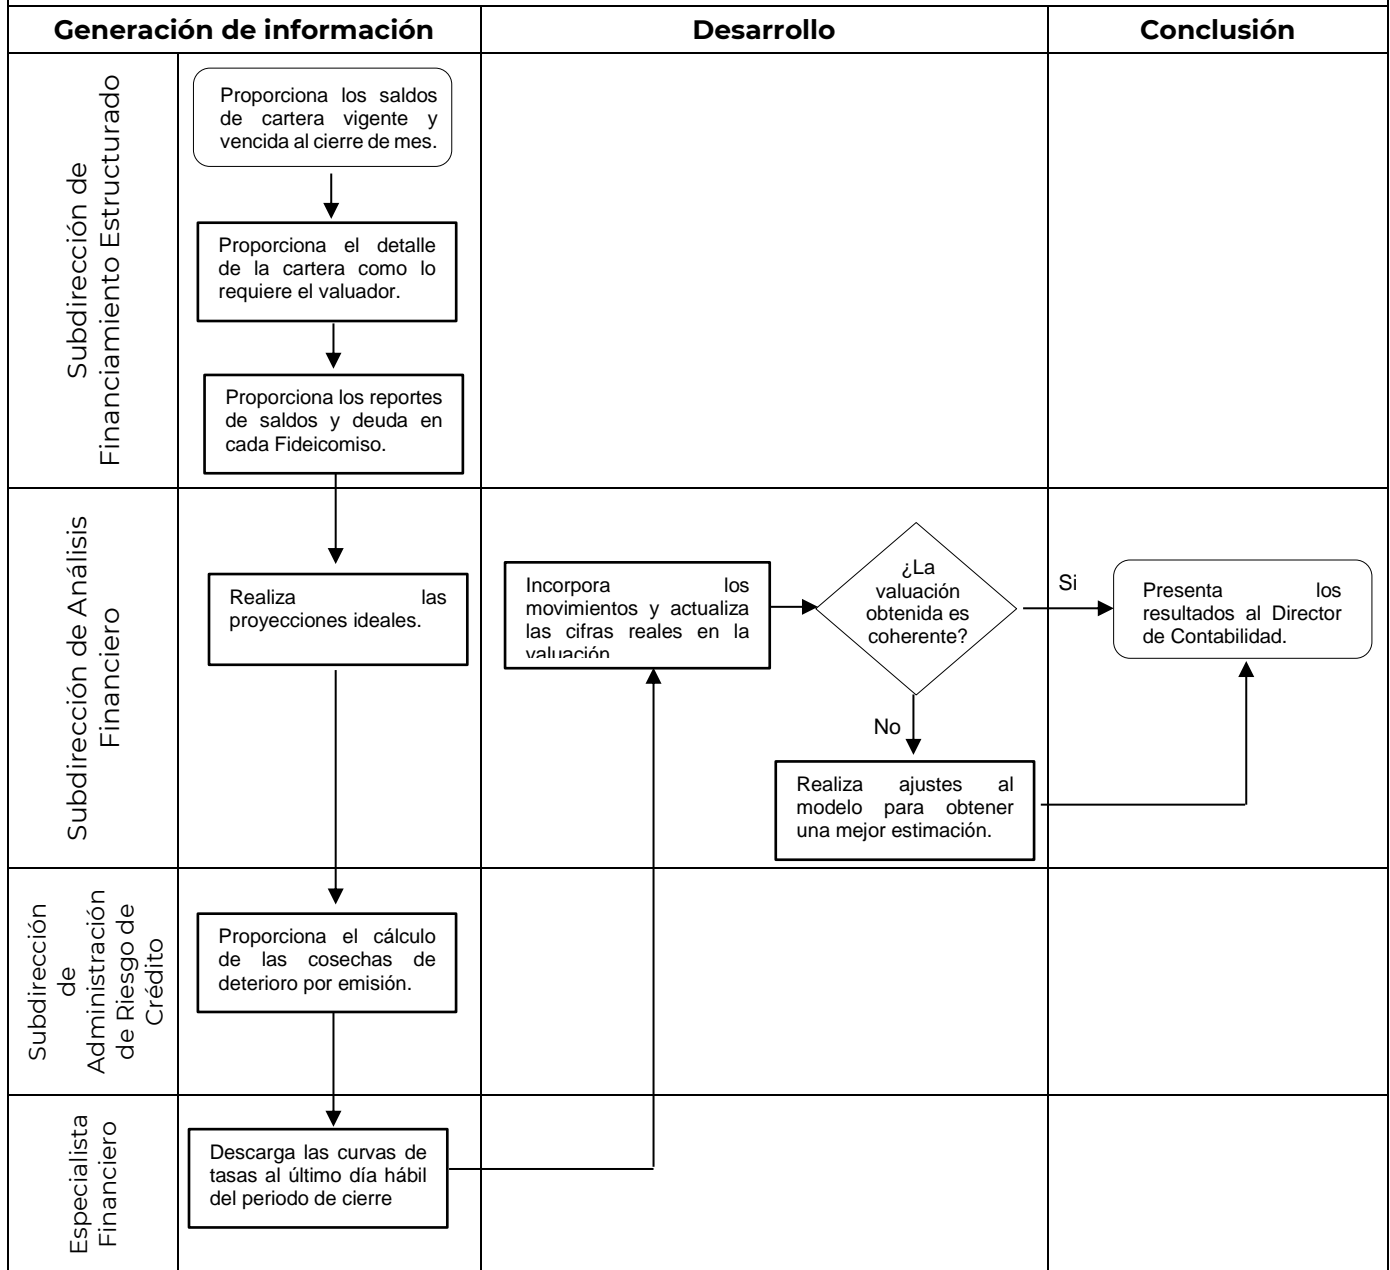 Generación de información
Desarrollo
Conclusión
Subdirección de
Financiamiento Estructurado
Proporciona los saldos
de cartera vigente y
vencida al cierre de mes.
Proporciona el detalle
de la cartera como lo
requiere el valuador.
Proporciona los reportes
de saldos y deuda en
cada Fideicomiso.
Subdirección de Análisis
Financiero
Realiza las
proyecciones ideales.
Incorpora los
movimientos y actualiza
las cifras reales en la
valuación
¿La
valuación
obtenida es
coherente?
Si
Presenta los
resultados al Director
de Contabilidad.
No
Realiza ajustes al
modelo para obtener
una mejor estimación.
Subdirección
de
Administración
de Riesgo de
Crédito
Proporciona el cálculo
de las cosechas de
deterioro por emisión.
Especialista
Financiero
Descarga las curvas de
tasas al último día hábil
del periodo de cierre